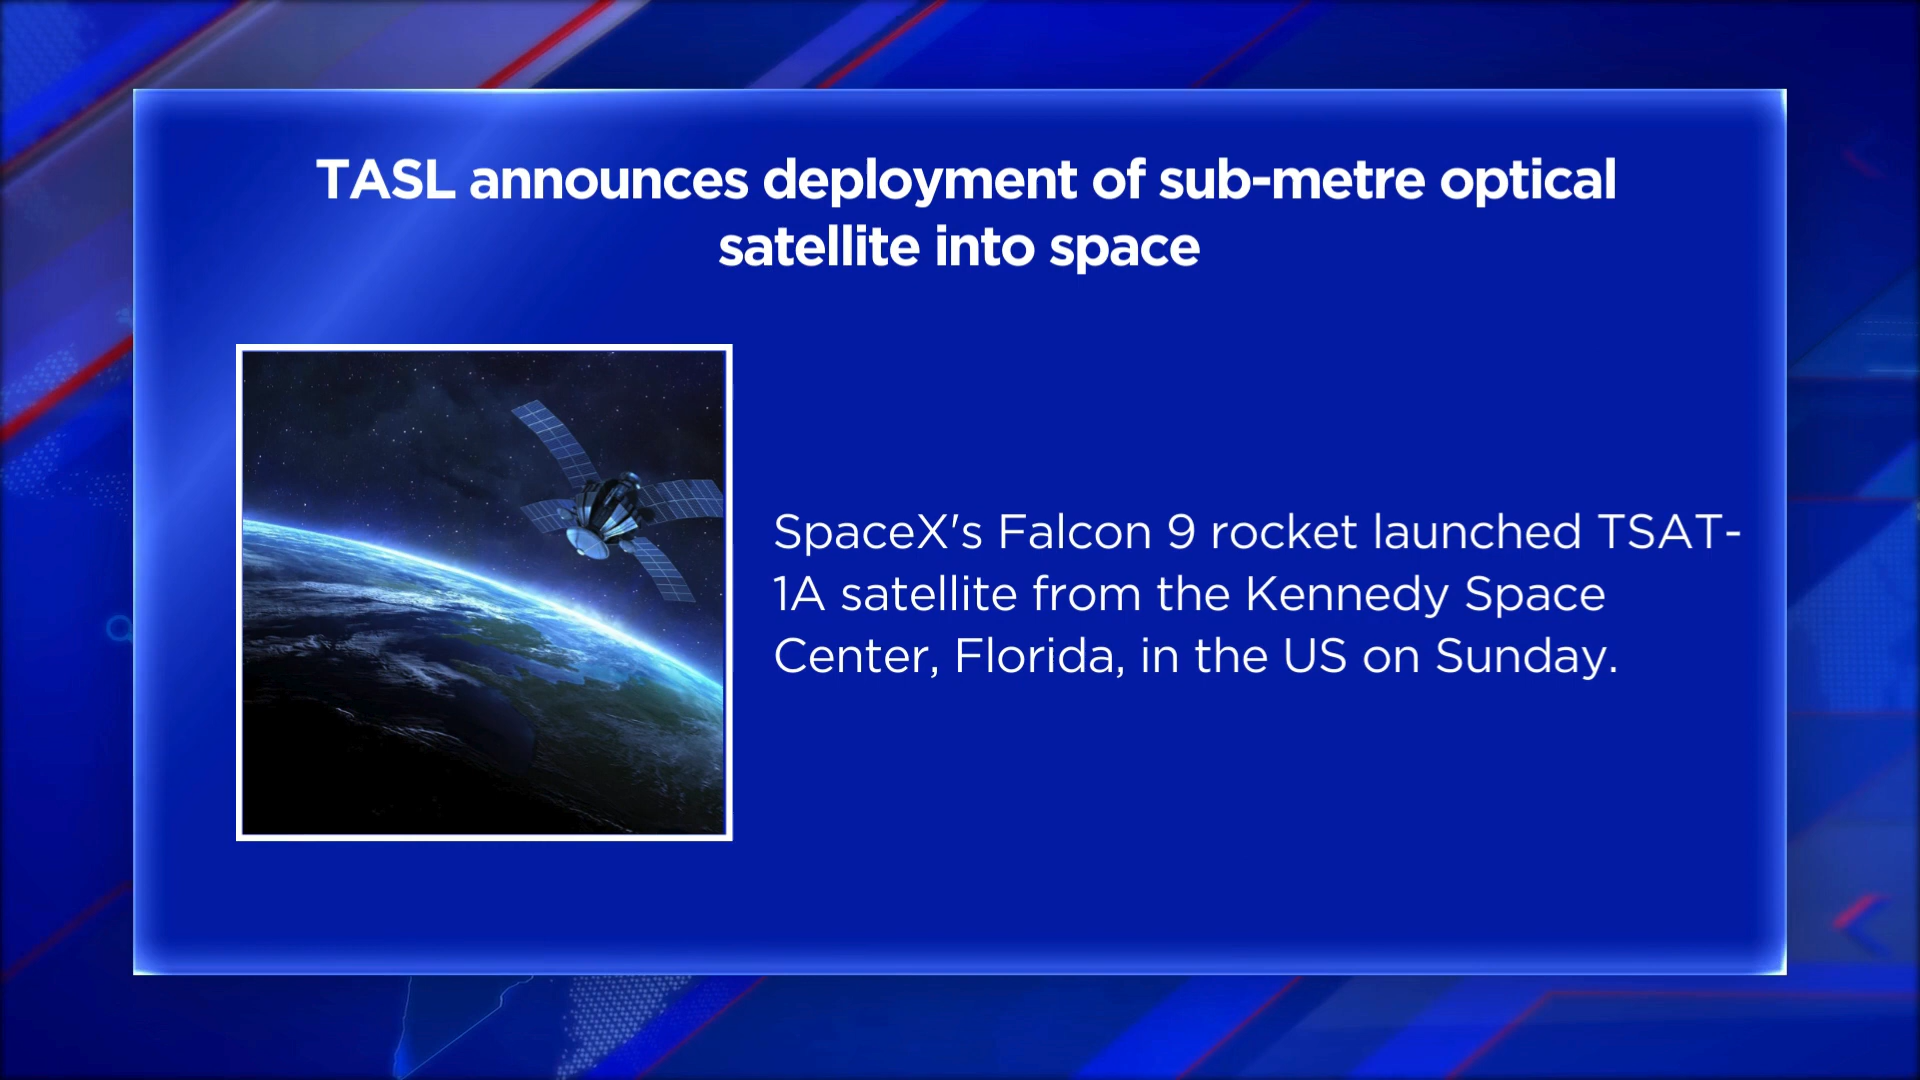 TASL announces deployment of sub-metre optical
satellite into space
SpaceX's Falcon 9 rocket launched TSAT-
1A satellite from the Kennedy Space
Center, Florida, in the US on Sunday.